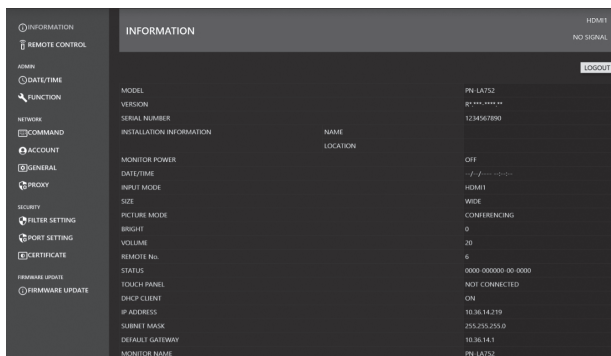 INFORMATION
REMOTE CONTROL
ADMIN
DATE/TIME
FUNCTION
NETWORK
COMMAND
ACCOUNT
GENERAL
PROXY
SECURITY
FILTER SETTING
PORT SETTING
CERTIFICATE
FIRMWARE UPDATE
FIRMWARE UPDATE
INFORMATION
HDMI1
NO SIGNAL
LOGOUT
MODEL PN-LA752
VERSION R*.***-****.**
SERIAL NUMBER 1234567890
INSTALLATION INFORMATION NAME
LOCATION
MONITOR POWER OFF
DATE/TIME --/--/---- --:--:--
INPUT MODE HDMI1
SIZE WIDE
PICTURE MODE CONFERENCING
BRIGHT 0
VOLUME 20
REMOTE No. 6
STATUS 0000-000000-00-0000
TOUCH PANEL NOT CONNECTED
DHCP CLIENT ON
IP ADDRESS 10.36.14.219
SUBNET MASK 255.255.255.0
DEFAULT GATEWAY 10.36.14.1
MONITOR NAME PN-LA752